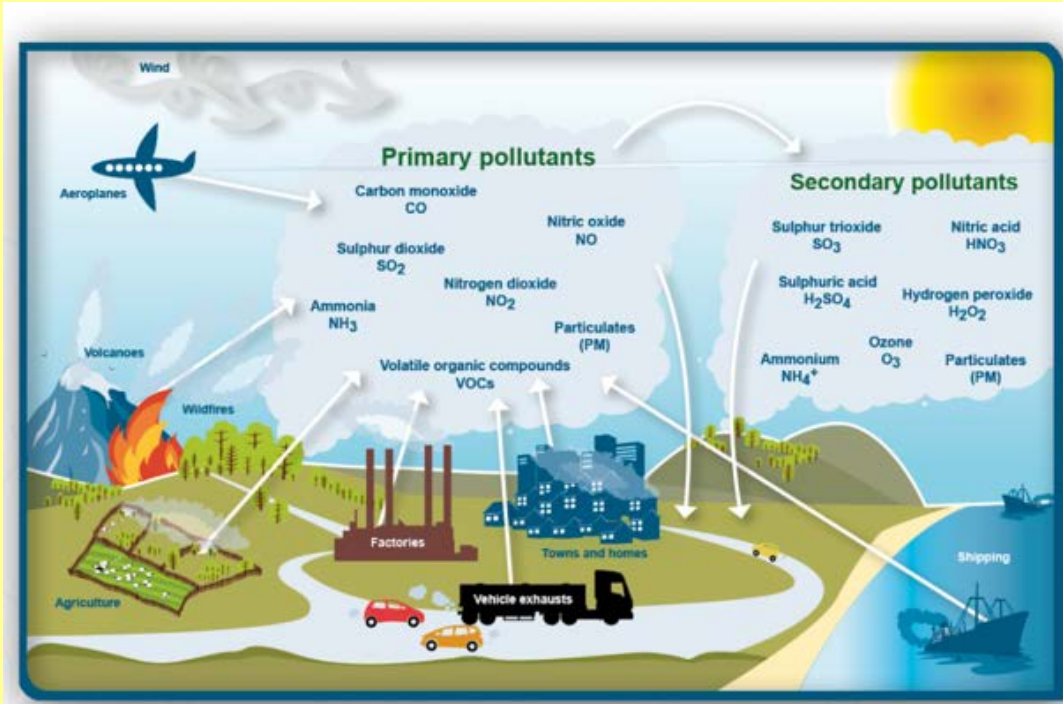 Wind
Aeroplanes
Primary pollutants
Carbon monoxide
CO
Nitric oxide
NO
Sulphur dioxide
SO₂
Nitrogen dioxide
NO₂
Ammonia
NH₃
Particulates
(PM)
Volatile organic compounds
VOCs
Secondary pollutants
Sulphur trioxide
SO₃
Nitric acid
HNO₃
Sulphuric acid
H₂SO₄
Hydrogen peroxide
H₂O₂
Ozone
O₃
Ammonium
NH₄⁺
Particulates
(PM)
Volcanoes
Wildfires
Agriculture
Factories
Towns and homes
Vehicle exhausts
Shipping